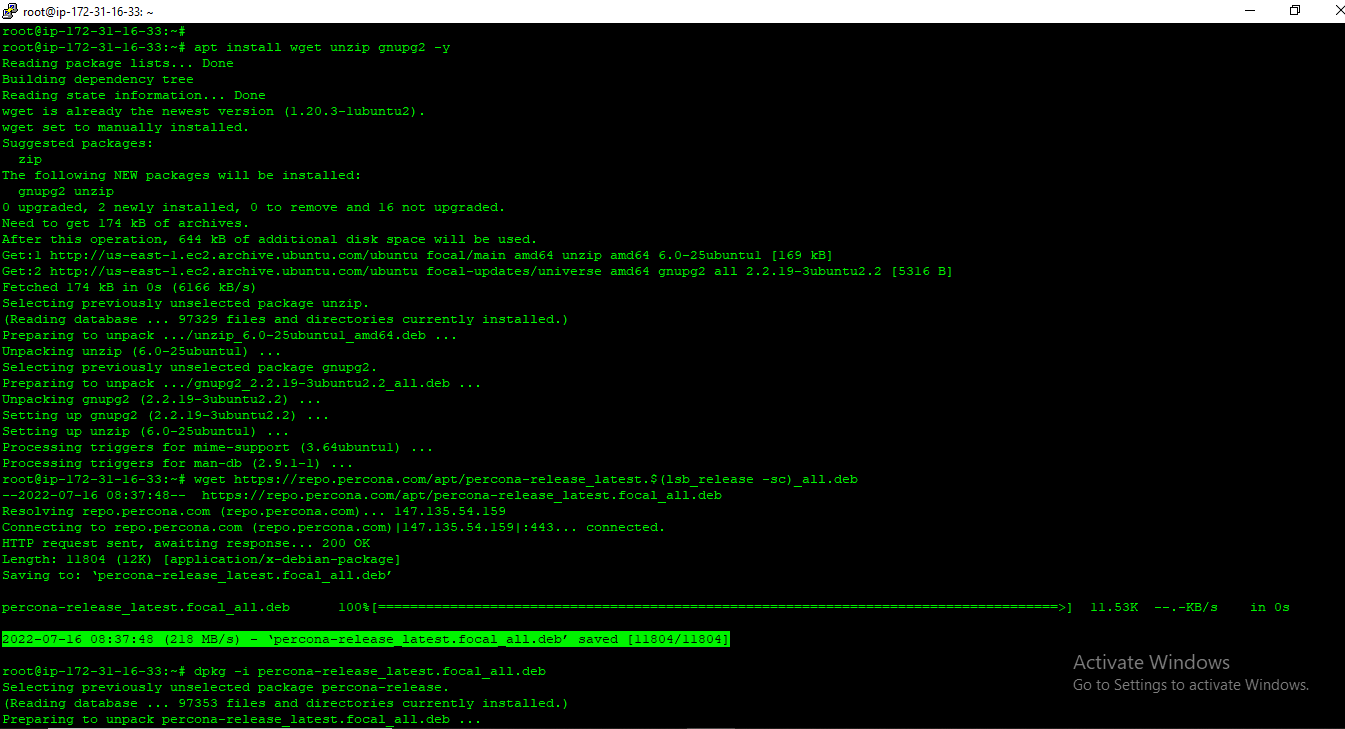 root@ip-172-31-16-33: ~
root@ip-172-31-16-33:~#
root@ip-172-31-16-33:~# apt install wget unzip gnupg2 -y
Reading package lists... Done
Building dependency tree
Reading state information... Done
wget is already the newest version (1.20.3-1ubuntu2).
wget set to manually installed.
Suggested packages:
  zip
The following NEW packages will be installed:
  gnupg2 unzip
0 upgraded, 2 newly installed, 0 to remove and 16 not upgraded.
Need to get 174 kB of archives.
After this operation, 644 kB of additional disk space will be used.
Get:1 http://us-east-1.ec2.archive.ubuntu.com/ubuntu focal/main amd64 unzip amd64 6.0-25ubuntu1 [169 kB]
Get:2 http://us-east-1.ec2.archive.ubuntu.com/ubuntu focal-updates/universe amd64 gnupg2 all 2.2.19-3ubuntu2.2 [5316 B]
Fetched 174 kB in 0s (6166 kB/s)
Selecting previously unselected package unzip.
(Reading database ... 97329 files and directories currently installed.)
Preparing to unpack .../unzip_6.0-25ubuntu1_amd64.deb ...
Unpacking unzip (6.0-25ubuntu1) ...
Selecting previously unselected package gnupg2.
Preparing to unpack .../gnupg2_2.2.19-3ubuntu2.2_all.deb ...
Unpacking gnupg2 (2.2.19-3ubuntu2.2) ...
Setting up gnupg2 (2.2.19-3ubuntu2.2) ...
Setting up unzip (6.0-25ubuntu1) ...
Processing triggers for mime-support (3.64ubuntu1) ...
Processing triggers for man-db (2.9.1-1) ...
root@ip-172-31-16-33:~# wget https://repo.percona.com/apt/percona-release_latest.$(lsb_release -sc)_all.deb
--2022-07-16 08:37:48--  https://repo.percona.com/apt/percona-release_latest.focal_all.deb
Resolving repo.percona.com (repo.percona.com)... 147.135.54.159
Connecting to repo.percona.com (repo.percona.com)|147.135.54.159|:443... connected.
HTTP request sent, awaiting response... 200 OK
Length: 11804 (12K) [application/x-debian-package]
Saving to: ‘percona-release_latest.focal_all.deb’
percona-release_latest.focal_all.deb      100%[=====================================================================================>]  11.53K  --.-KB/s    in 0s
2022-07-16 08:37:48 (218 MB/s) - ‘percona-release_latest.focal_all.deb’ saved [11804/11804]
root@ip-172-31-16-33:~# dpkg -i percona-release_latest.focal_all.deb
Selecting previously unselected package percona-release.
(Reading database ... 97353 files and directories currently installed.)
Preparing to unpack percona-release_latest.focal_all.deb ...
Activate Windows
Go to Settings to activate Windows.